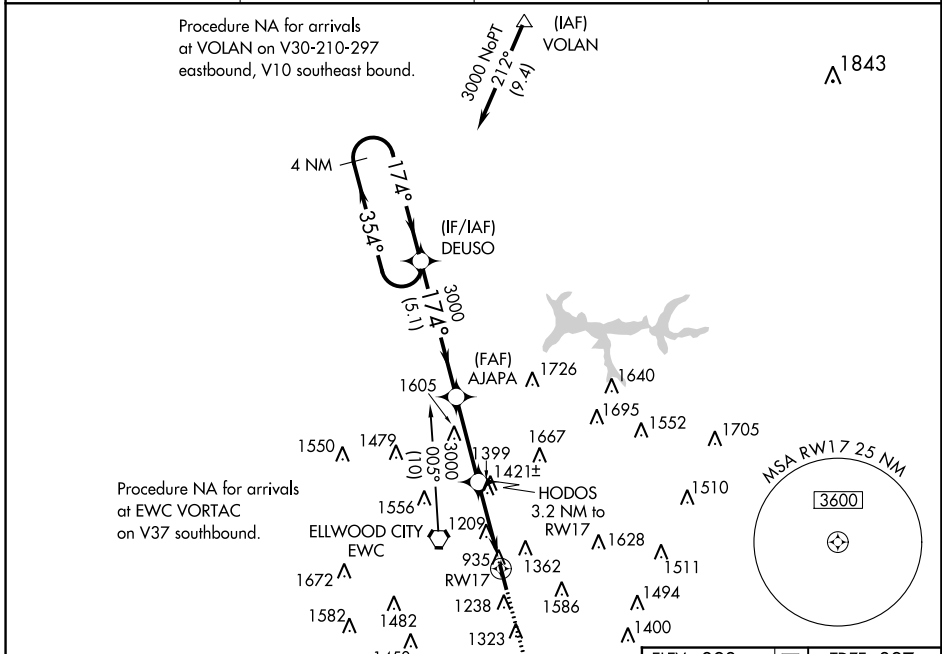 Procedure NA for arrivals
at VOLAN on V30-210-297
eastbound, V10 southeast bound.
(IAF)
VOLAN
3000 NoPT
212°
(9.4)
1843
4 NM
174°
354°
(IF/IAF)
DEUSO
3000
174°
(5.1)
(FAF)
AJAPA
1605
1726
1640
1695
1552
1705
1550
1479
1667
1399
1421±
3000
005°
(10)
HODOS
3.2 NM to
RW17
1510
MSA RW17 25 NM
3600
Procedure NA for arrivals
at EWC VORTAC
on V37 southbound.
1556
ELLWOOD CITY
EWC
1209
935
RW17
1362
1628
1511
1672
1238
1586
1494
1582
1482
1323
1400